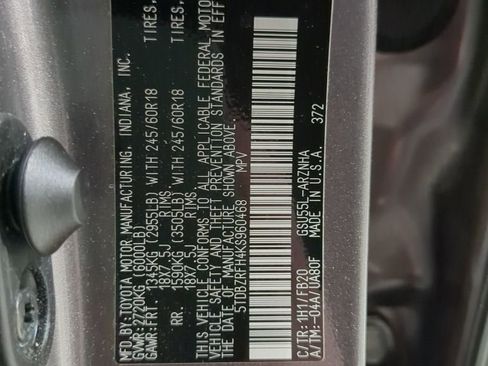 MFD.BY:TOYOTA MOTOR MANUFACTURING, INDIANA, INC.
GVWR:2720KG (6000LB)
GAWR:FRT. 1345KG (2955LB) WITH 245/60R18 TIRES,
18X7.5J RIMS
RR. 1590KG (3505LB) WITH 245/60R18 TIRES,
18X7.5J RIMS
THIS VEHICLE CONFORMS TO ALL APPLICABLE FEDERAL MOTOR
VEHICLE SAFETY AND THEFT PREVENTION STANDARDS IN EFF
ON THE DATE OF MANUFACTURE SHOWN ABOVE.
5TDBZRFH4KS960468 MPV
C/TR: 1H1/FB20 GSU55L-ARZNHA
A/TM:-04A/UA80F MADE IN U.S.A. 372